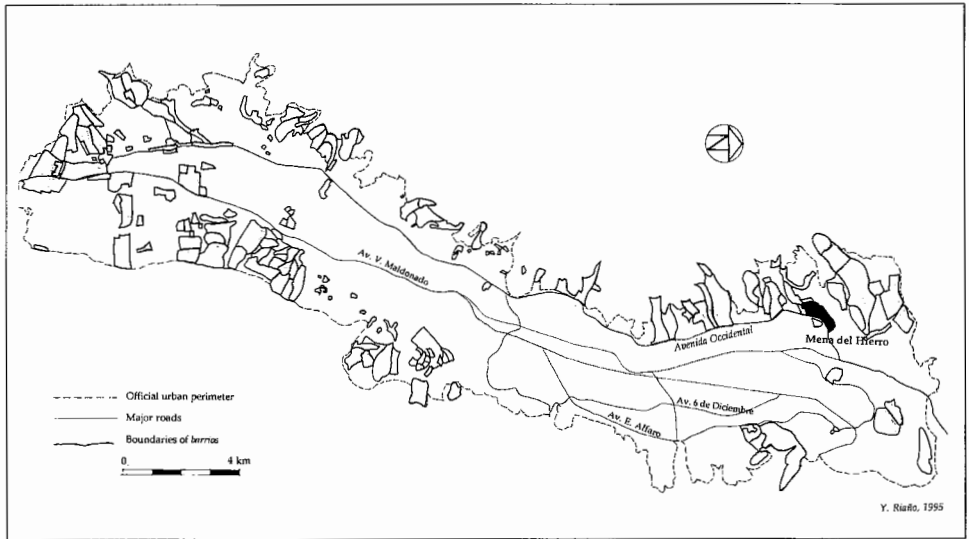 N
Av. V. Maldonado
Avenida Occidental
Mena del Hierro
Av. 6 de Diciembre
Av. E. Alfaro
Official urban perimeter
Major roads
Boundaries of barrios
0 4 km
Y. Riaño, 1995